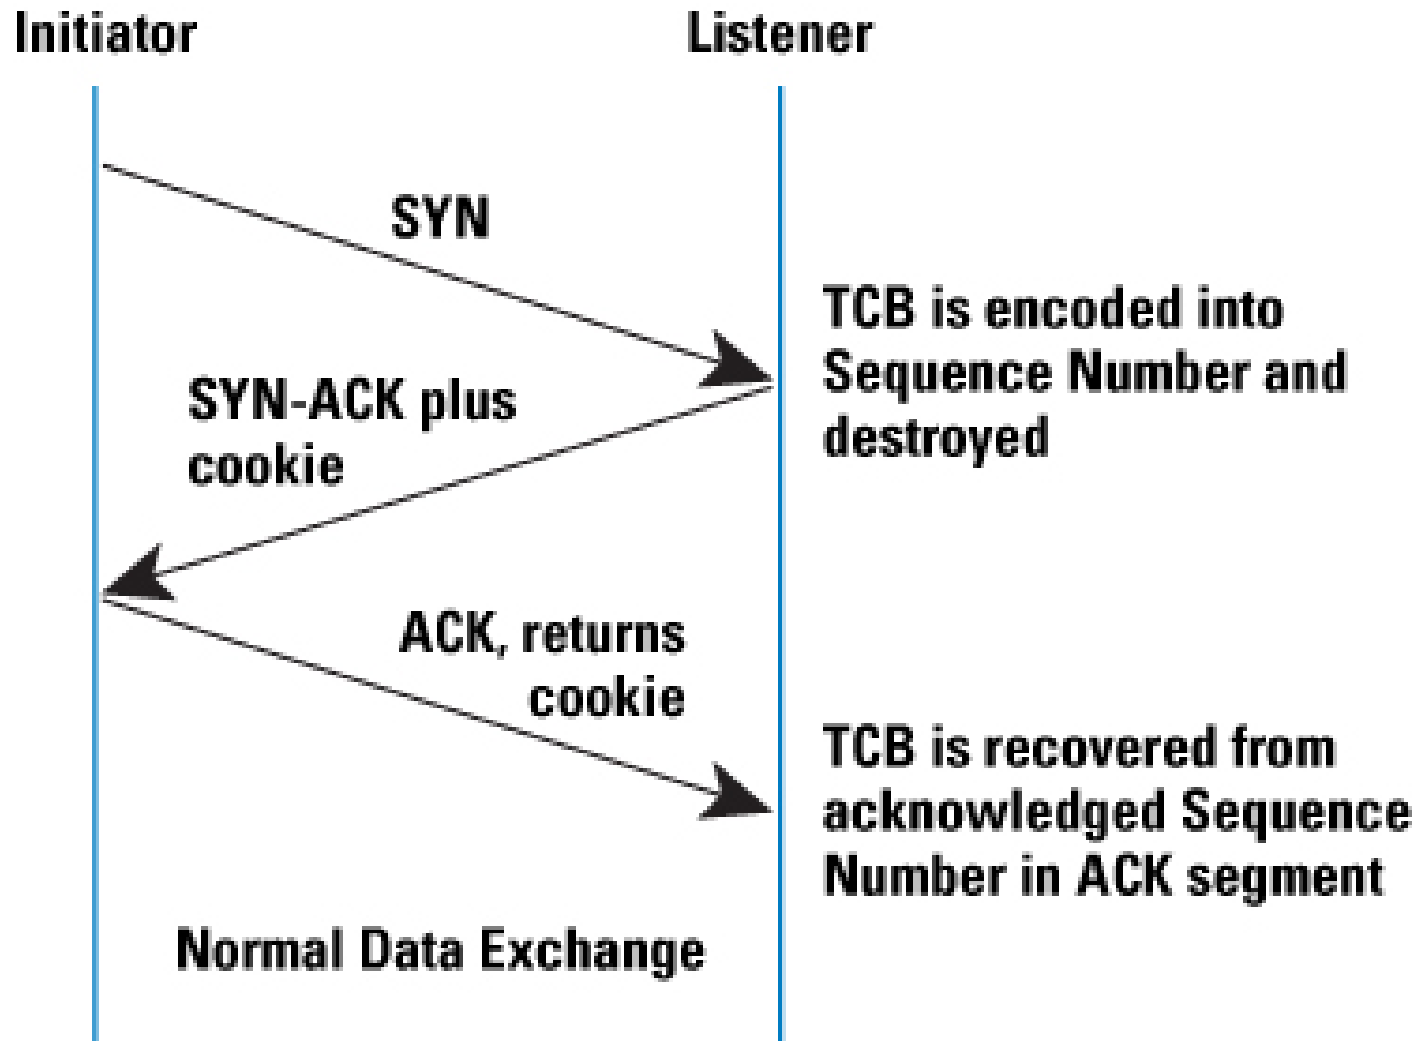 Initiator
Listener
SYN
TCB is encoded into
Sequence Number and
destroyed
SYN-ACK plus
cookie
ACK, returns
cookie
TCB is recovered from
acknowledged Sequence
Number in ACK segment
Normal Data Exchange